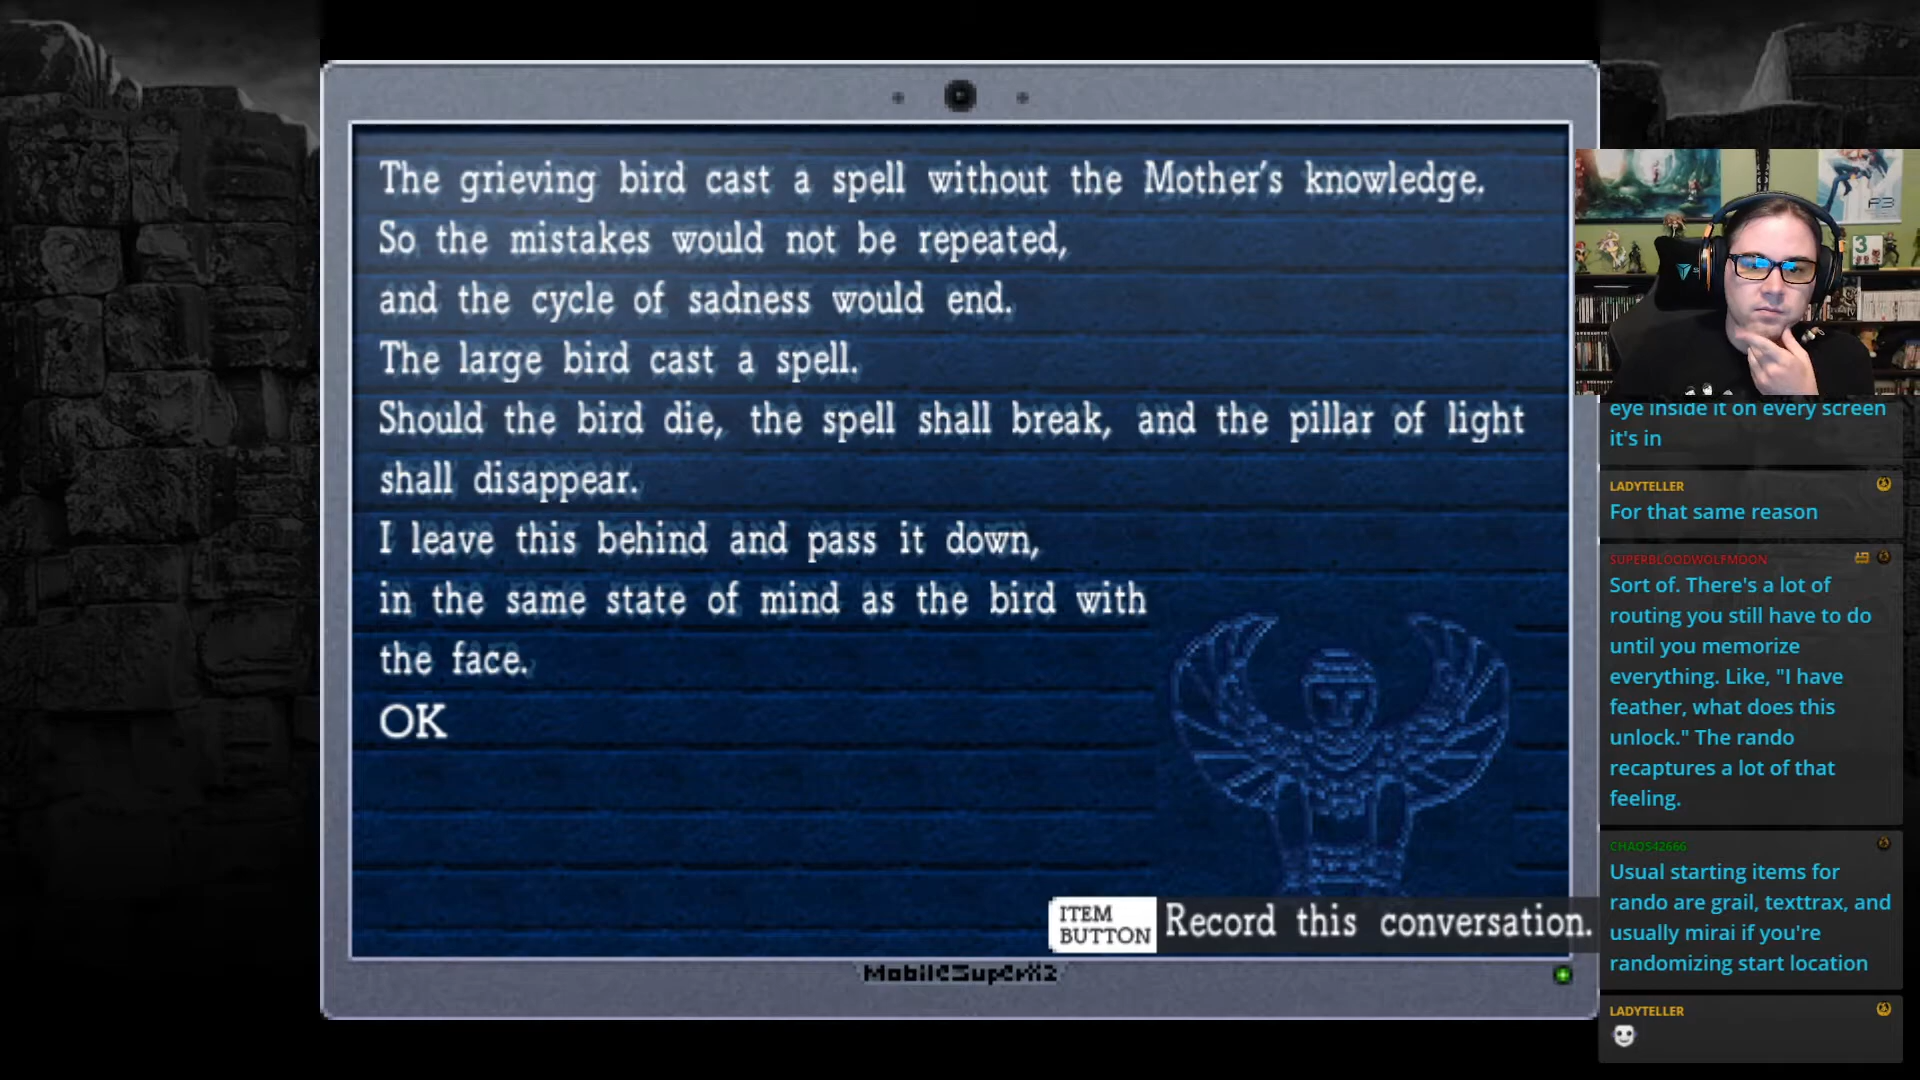 The grieving bird cast a spell without the Mother's knowledge.
So the mistakes would not be repeated,
and the cycle of sadness would end.
The large bird cast a spell.
Should the bird die, the spell shall break, and the pillar of light
shall disappear.
I leave this behind and pass it down,
in the same state of mind as the bird with
the face.
OK
ITEM
BUTTON
Record this conversation.
MobileSuperX2
eye inside it on every screen
it's in
LADYTELLER
For that same reason
SUPERBLOODWOLFMOON
Sort of. There's a lot of
routing you still have to do
until you memorize
everything. Like, "I have
feather, what does this
unlock." The rando
recaptures a lot of that
feeling.
CHAOS42666
Usual starting items for
rando are grail, texttrax, and
usually mirai if you're
randomizing start location
LADYTELLER